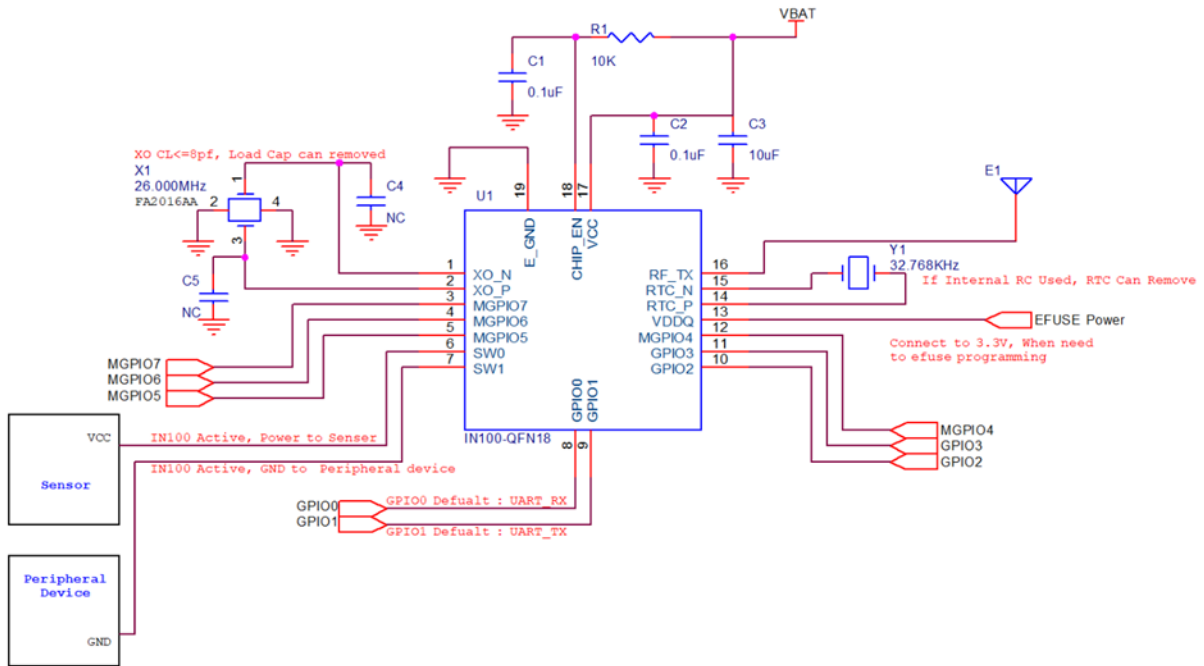 VBAT
R1
10K
C1
0.1uF
C2
0.1uF
C3
10uF
XO CL<=8pf, Load Cap can removed
X1
26.000MHz
FA2016AA
1
2
4
3
C4
NC
C5
NC
E1
U1
19
18
17
E_GND
CHIP_EN
VCC
1 XO_N
2 XO_P
3 MGPIO7
4 MGPIO6
5 MGPIO5
6 SW0
7 SW1
RF_TX 16
RTC_N 15
RTC_P 14
VDDQ 13
MGPIO4 12
GPIO3 11
GPIO2 10
GPIO0
GPIO1
8
9
IN100-QFN18
Y1
32.768KHz
If Internal RC Used, RTC Can Remove
EFUSE Power
Connect to 3.3V, When need
to efuse programming
MGPIO7
MGPIO6
MGPIO5
MGPIO4
GPIO3
GPIO2
VCC
Sensor
IN100 Active, Power to Senser
IN100 Active, GND to Peripheral device
GPIO0
GPIO1
GPIO0 Defualt : UART_RX
GPIO1 Defualt : UART_TX
Peripheral
Device
GND